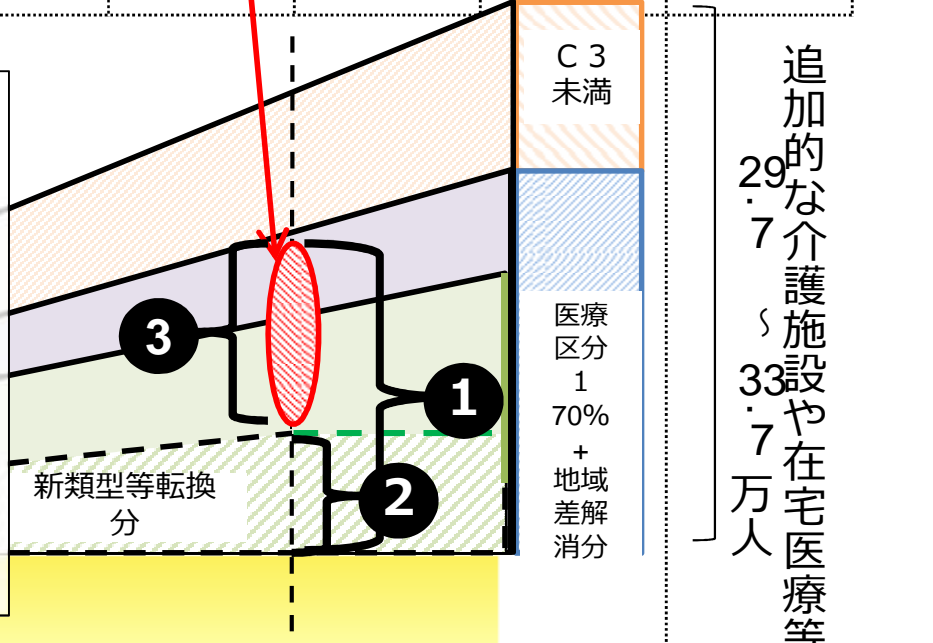 C３
未満
医療
区分
１
70％
+
地域
差解
消分
3
1
2
新類型等転換
分
追加的な介護施設や在宅医療等
29.7～33.7万人